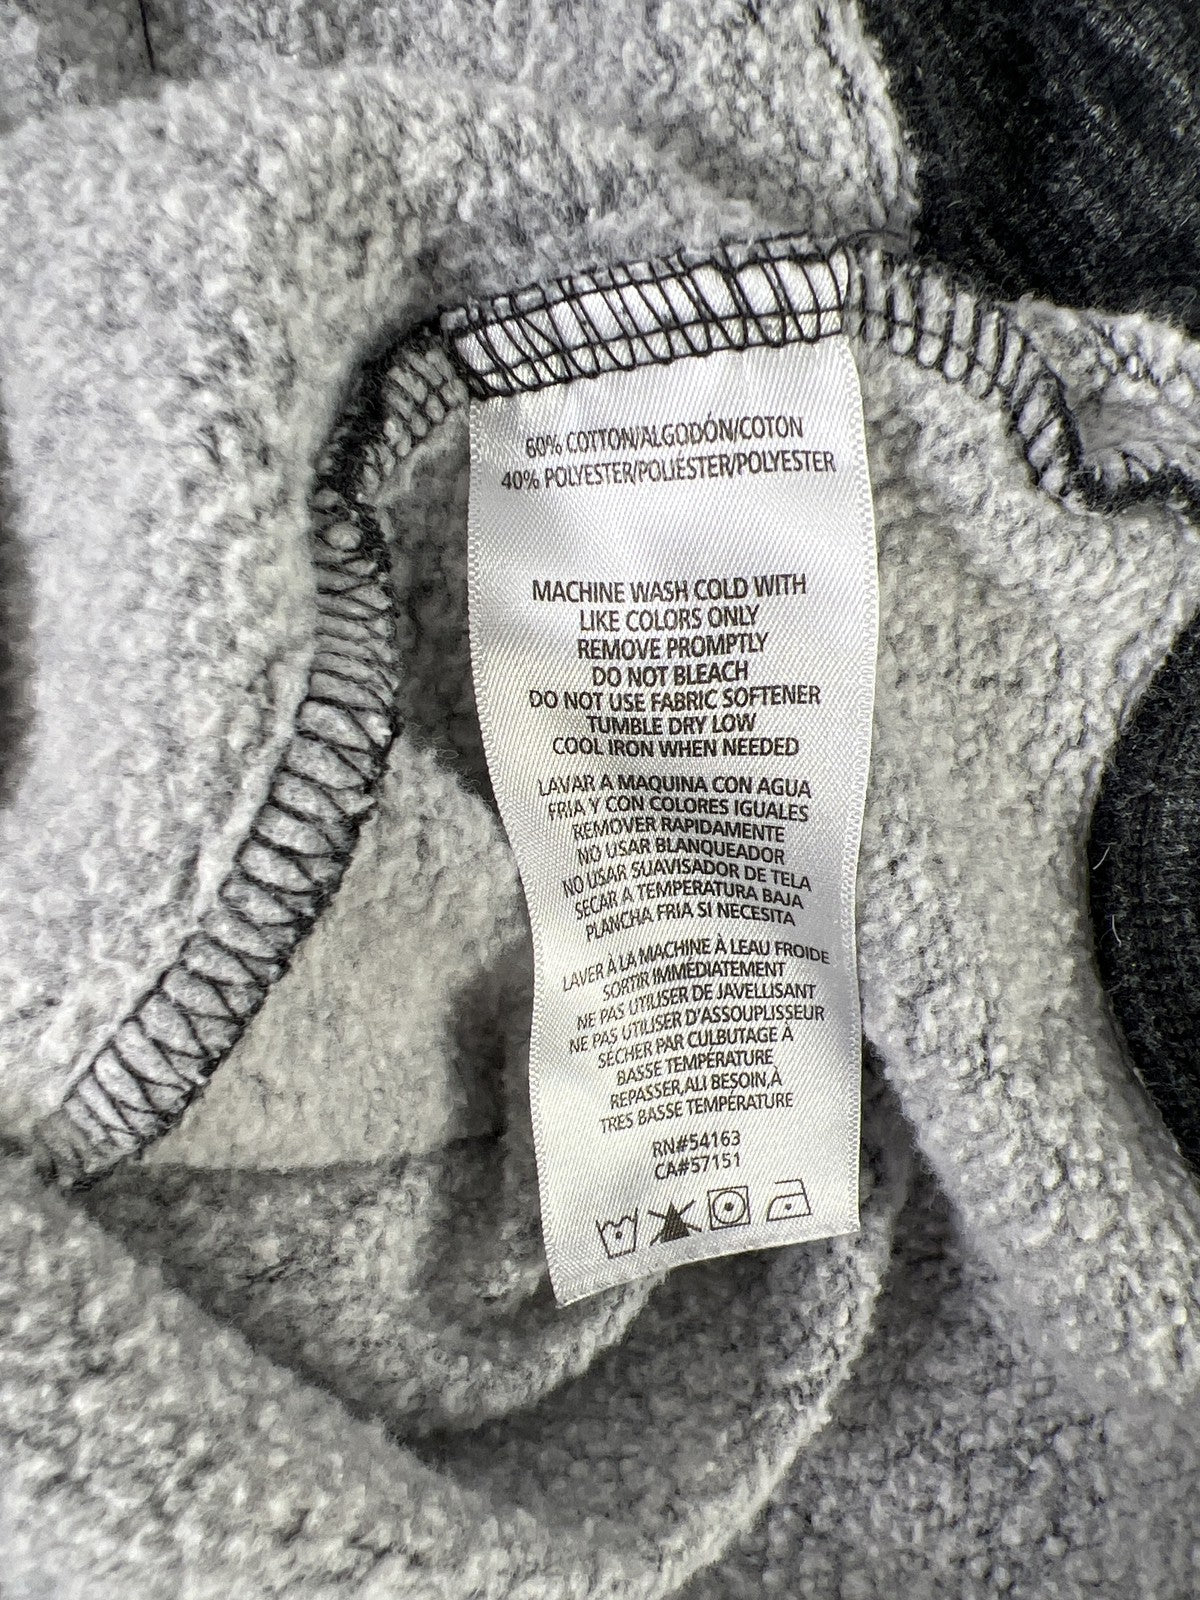 60% COTTON/ALGODÓN/COTON
40% POLYESTER/POLIÉSTER/POLYESTER
MACHINE WASH COLD WITH
LIKE COLORS ONLY
REMOVE PROMPTLY
DO NOT BLEACH
DO NOT USE FABRIC SOFTENER
TUMBLE DRY LOW
COOL IRON WHEN NEEDED
LAVAR A MAQUINA CON AGUA
FRIA Y CON COLORES IGUALES
REMOVER RAPIDAMENTE
NO USAR BLANQUEADOR
NO USAR SUAVISADOR DE TELA
SECAR A TEMPERATURA BAJA
PLANCHA FRIA SI NECESITA
LAVER À LA MACHINE À LEAU FROIDE
SORTIR IMMÉDIATEMENT
NE PAS UTILISER DE JAVELLISANT
NE PAS UTILISER D'ASSOUPLISSEUR
SÉCHER PAR CULBUTAGE À
BASSE TEMPÉRATURE
REPASSER,ALI BESOIN,À
TRES BASSE TEMPÉRATURE
RN#54163
CA#57151